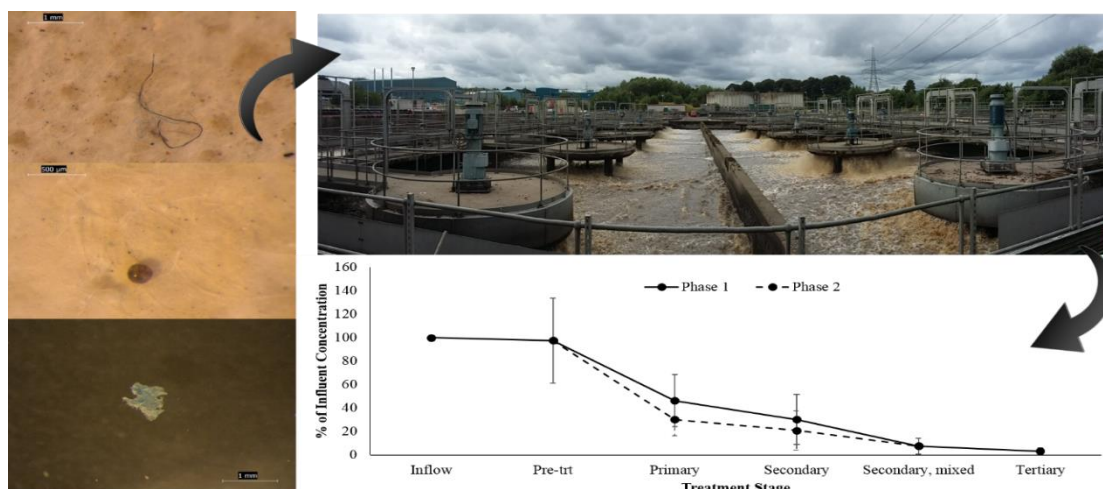 1 mm
500 µm
1 mm
160
140
120
100
80
60
40
20
0
% of Influent Concentration
Phase 1
Phase 2
Inflow
Pre-trt
Primary
Secondary
Secondary, mixed
Tertiary
Treatment Stage